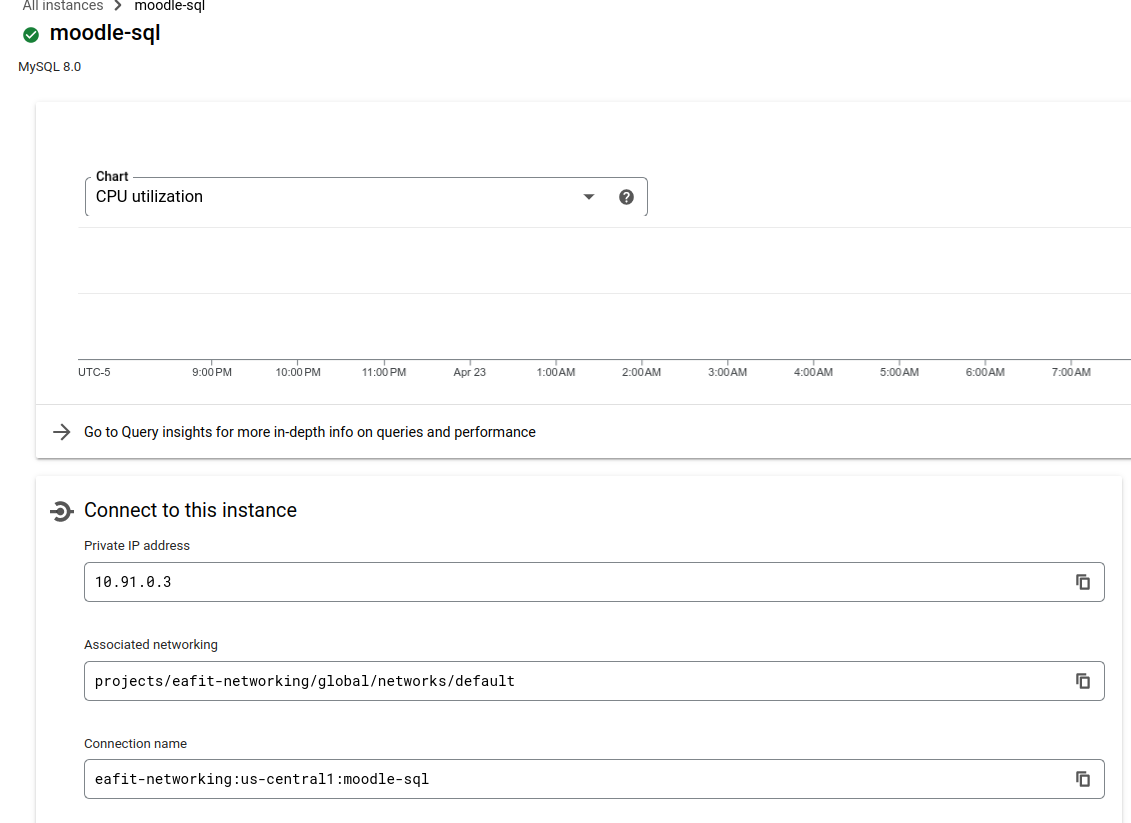 All instances > moodle-sql
moodle-sql
MySQL 8.0
Chart
CPU utilization
UTC-5 9:00 PM 10:00 PM 11:00 PM Apr 23 1:00 AM 2:00 AM 3:00 AM 4:00 AM 5:00 AM 6:00 AM 7:00 AM
Go to Query insights for more in-depth info on queries and performance
Connect to this instance
Private IP address
10.91.0.3
Associated networking
projects/eafit-networking/global/networks/default
Connection name
eafit-networking:us-central1:moodle-sql